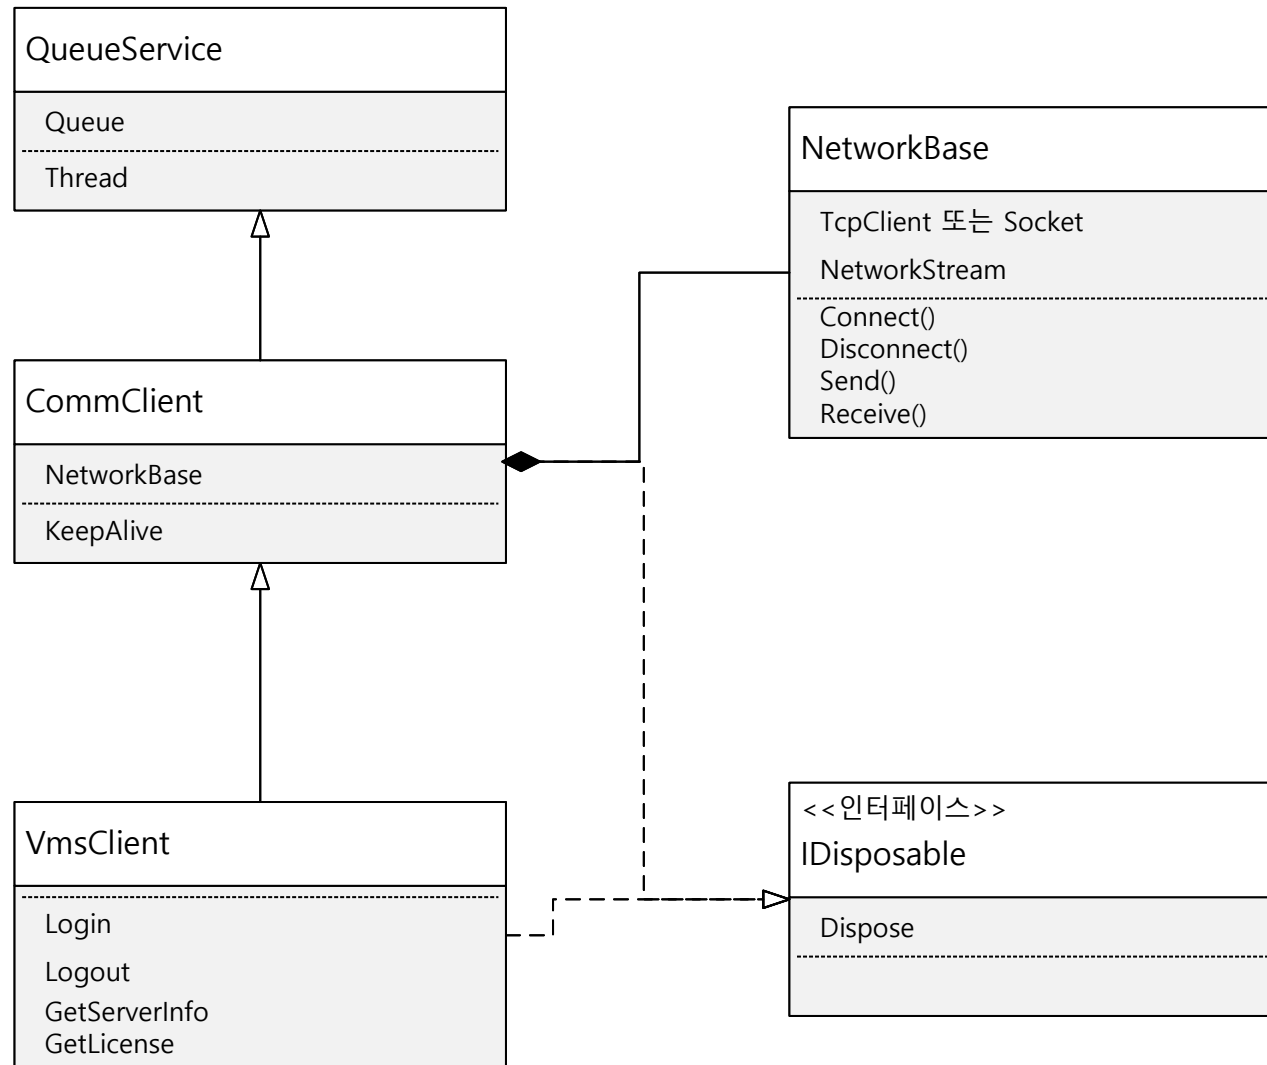 QueueService
Queue
Thread
NetworkBase
TcpClient 또는 Socket
NetworkStream
Connect()
Disconnect()
Send()
Receive()
CommClient
NetworkBase
KeepAlive
VmsClient
Login
Logout
GetServerInfo
GetLicense
<<인터페이스>>
IDisposable
Dispose